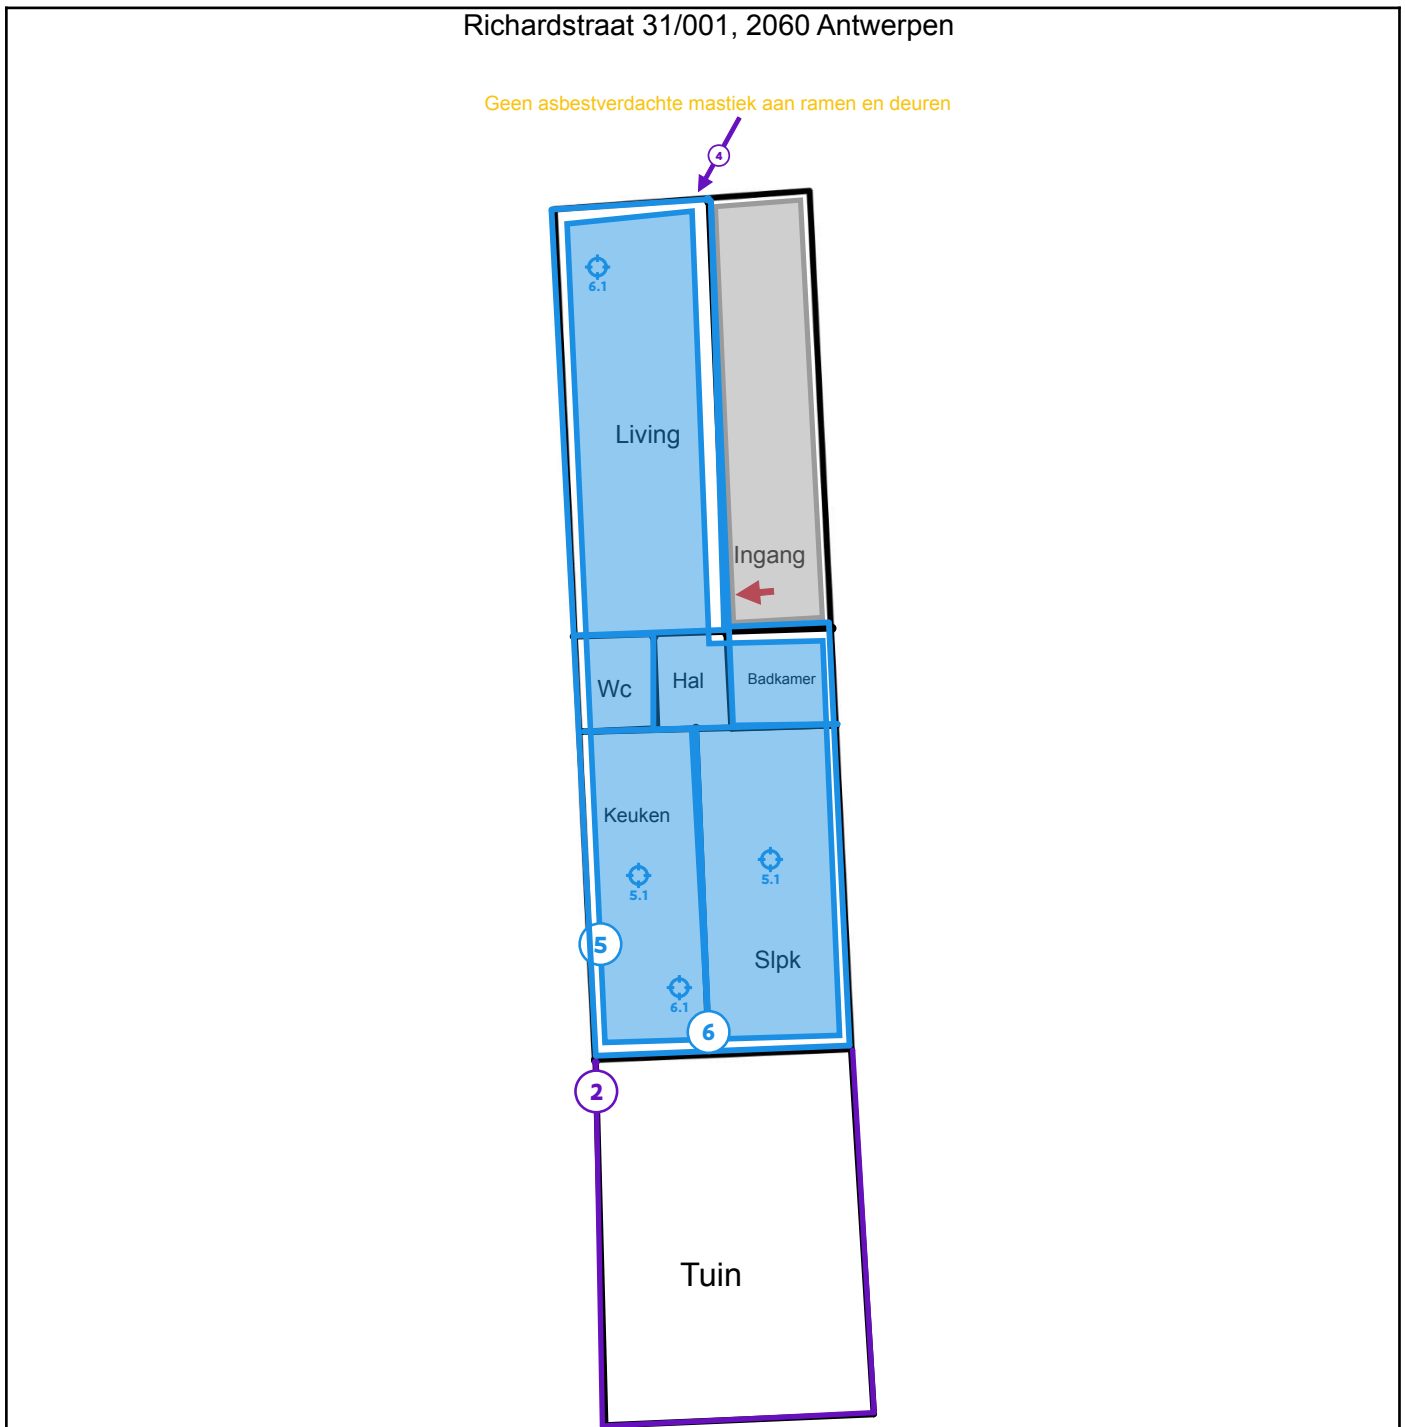 Richardstraat 31/001, 2060 Antwerpen
Geen asbestverdachte mastiek aan ramen en deuren
4
6.1
Living
Ingang
Wc
Hal
Badkamer
Keuken
5.1
5.1
5
Slpk
6.1
6
2
Tuin